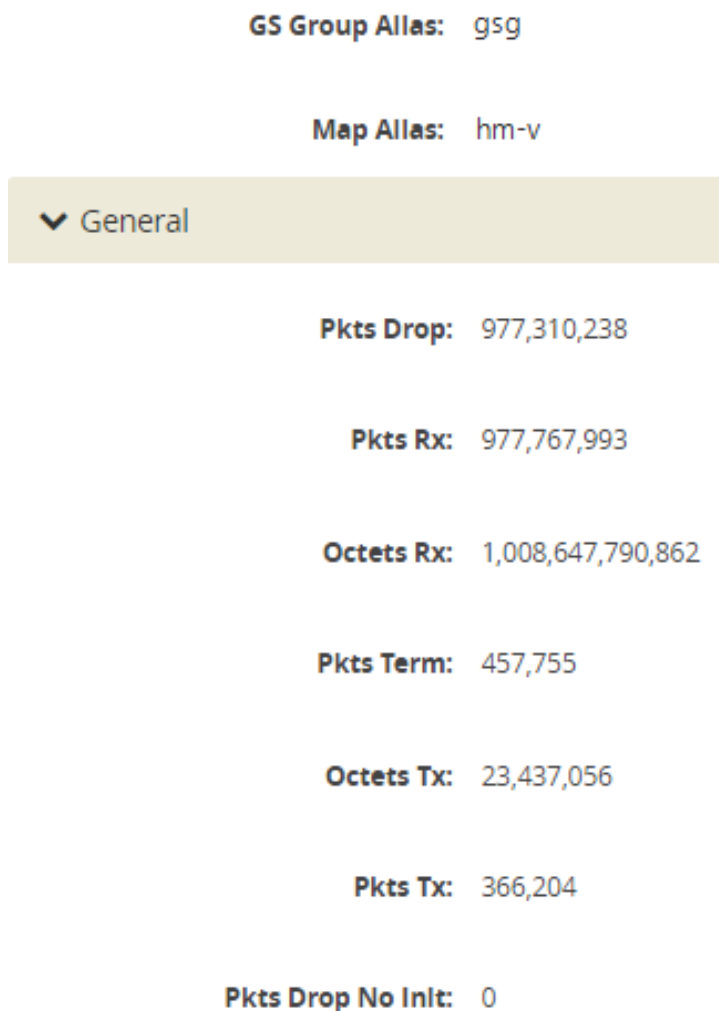 GS Group Alias: gsg
Map Alias: hm-v
General
Pkts Drop: 977,310,238
Pkts Rx: 977,767,993
Octets Rx: 1,008,647,790,862
Pkts Term: 457,755
Octets Tx: 23,437,056
Pkts Tx: 366,204
Pkts Drop No Init: 0